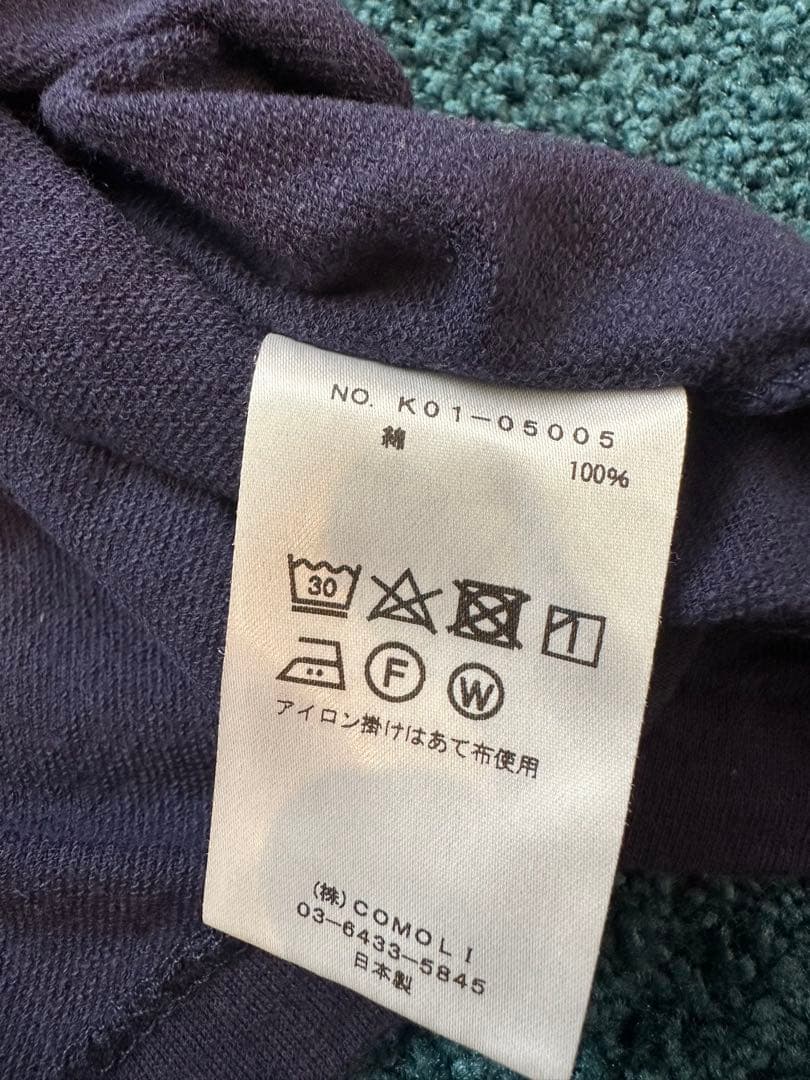 NO. K01-05005
綿 100%
30
F W
アイロン掛けはあて布使用
(株)COMOLI
03-6433-5845
日本製